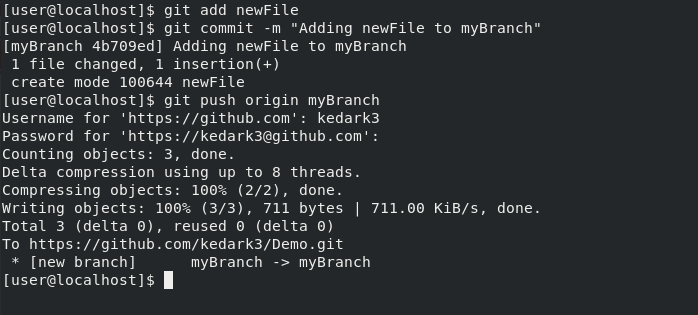 [user@localhost]$ git add newFile
[user@localhost]$ git commit -m "Adding newFile to myBranch"
[myBranch 4b709ed] Adding newFile to myBranch
 1 file changed, 1 insertion(+)
 create mode 100644 newFile
[user@localhost]$ git push origin myBranch
Username for 'https://github.com': kedark3
Password for 'https://kedark3@github.com':
Counting objects: 3, done.
Delta compression using up to 8 threads.
Compressing objects: 100% (2/2), done.
Writing objects: 100% (3/3), 711 bytes | 711.00 KiB/s, done.
Total 3 (delta 0), reused 0 (delta 0)
To https://github.com/kedark3/Demo.git
 * [new branch]      myBranch -> myBranch
[user@localhost]$